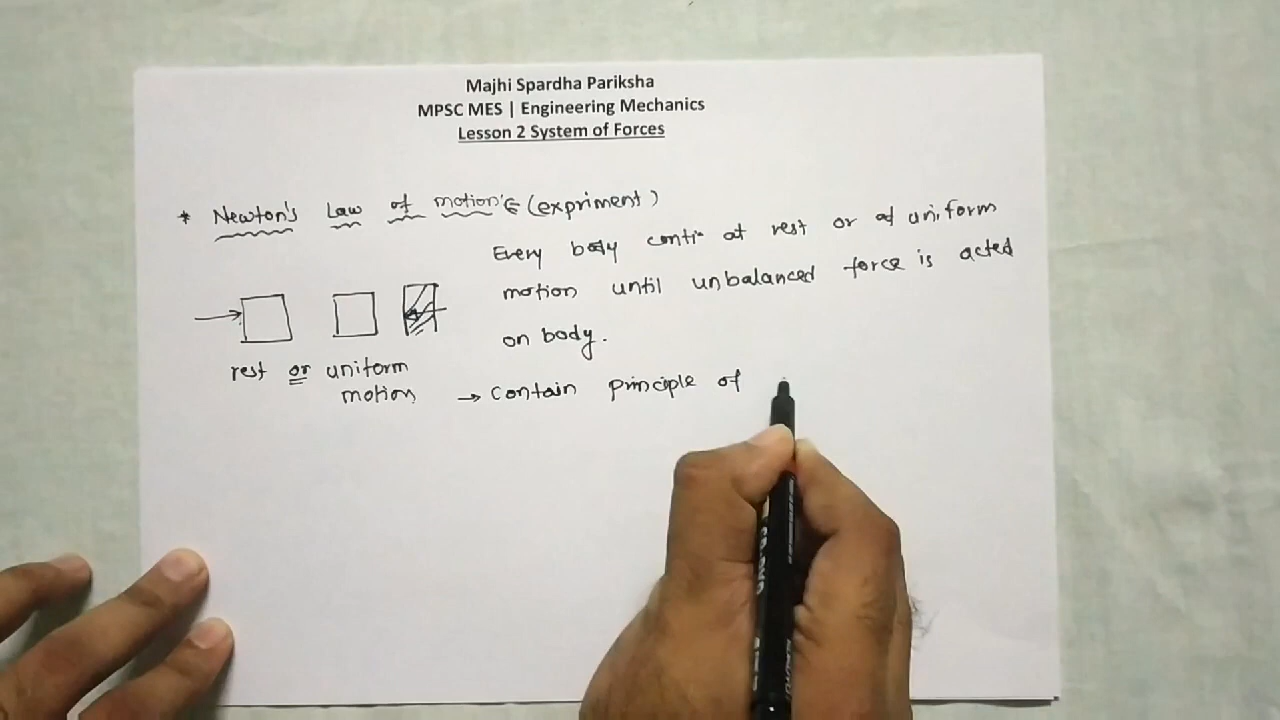 Majhi Spardha Pariksha
MPSC MES | Engineering Mechanics
Lesson 2 System of Forces
* Newton's Law of motion's (expriment)
Every body conti at rest or of uniform
motion until unbalanced force is acted
on body.
rest or uniform
motion
→ contain principle of